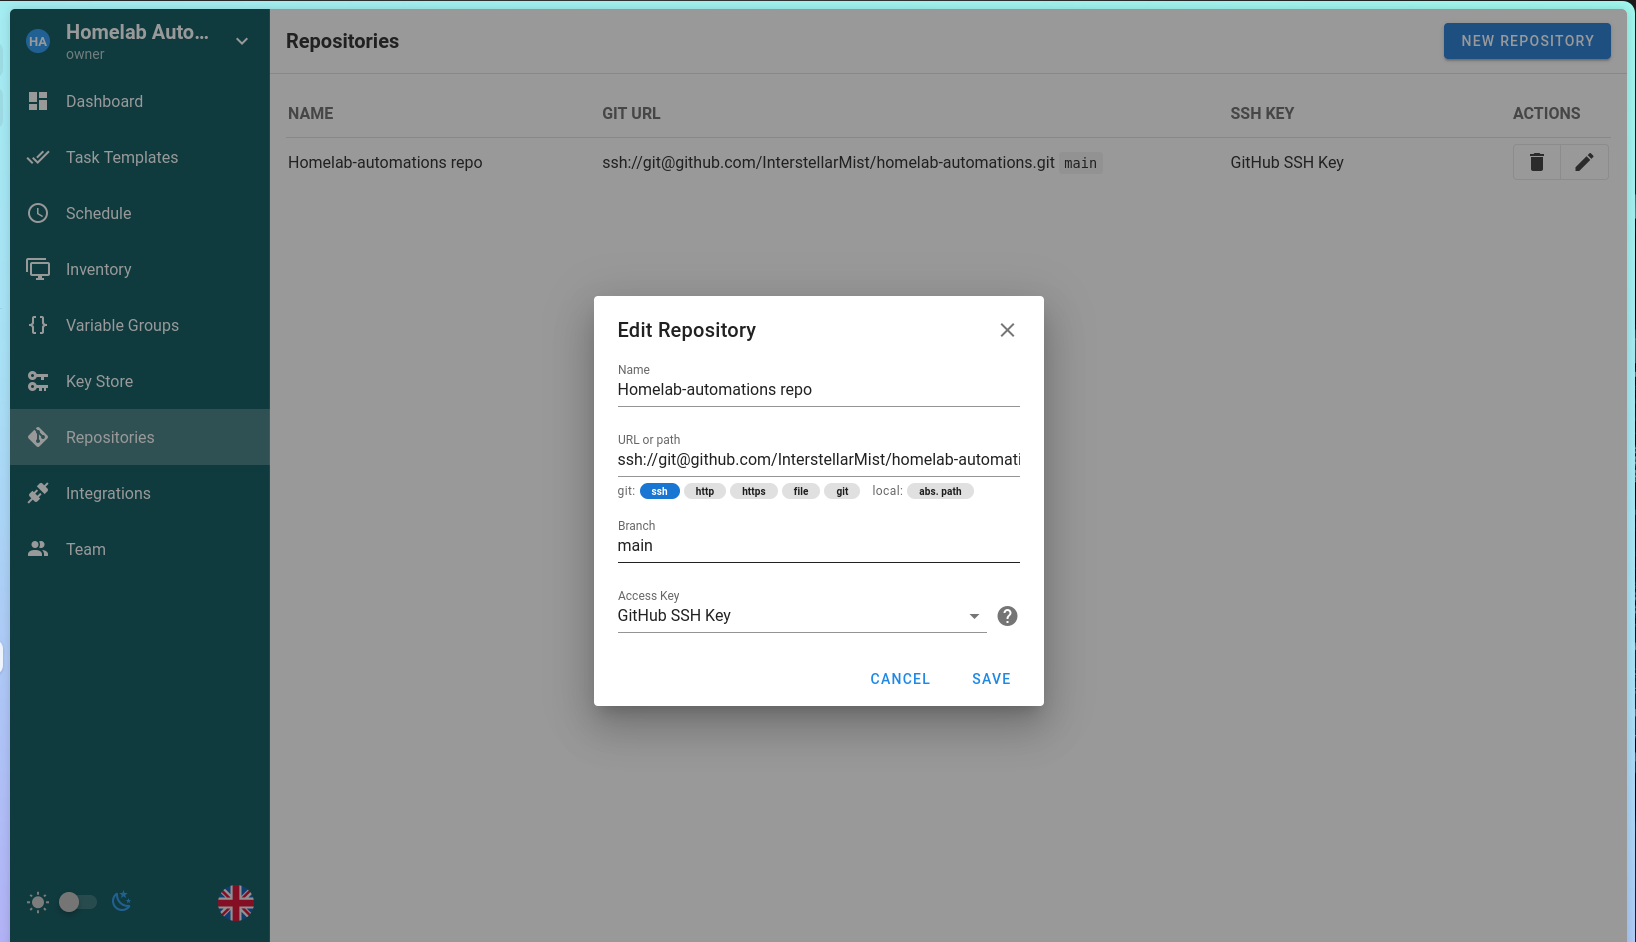 HA
Homelab Auto...
owner
Dashboard
Task Templates
Schedule
Inventory
Variable Groups
Key Store
Repositories
Integrations
Team
Repositories
NEW REPOSITORY
NAME GIT URL SSH KEY ACTIONS
Homelab-automations repo ssh://git@github.com/InterstellarMist/homelab-automations.git main GitHub SSH Key
Edit Repository
Name
Homelab-automations repo
URL or path
ssh://git@github.com/InterstellarMist/homelab-automati
git: ssh http https file git local: abs. path
Branch
main
Access Key
GitHub SSH Key
?
CANCEL SAVE